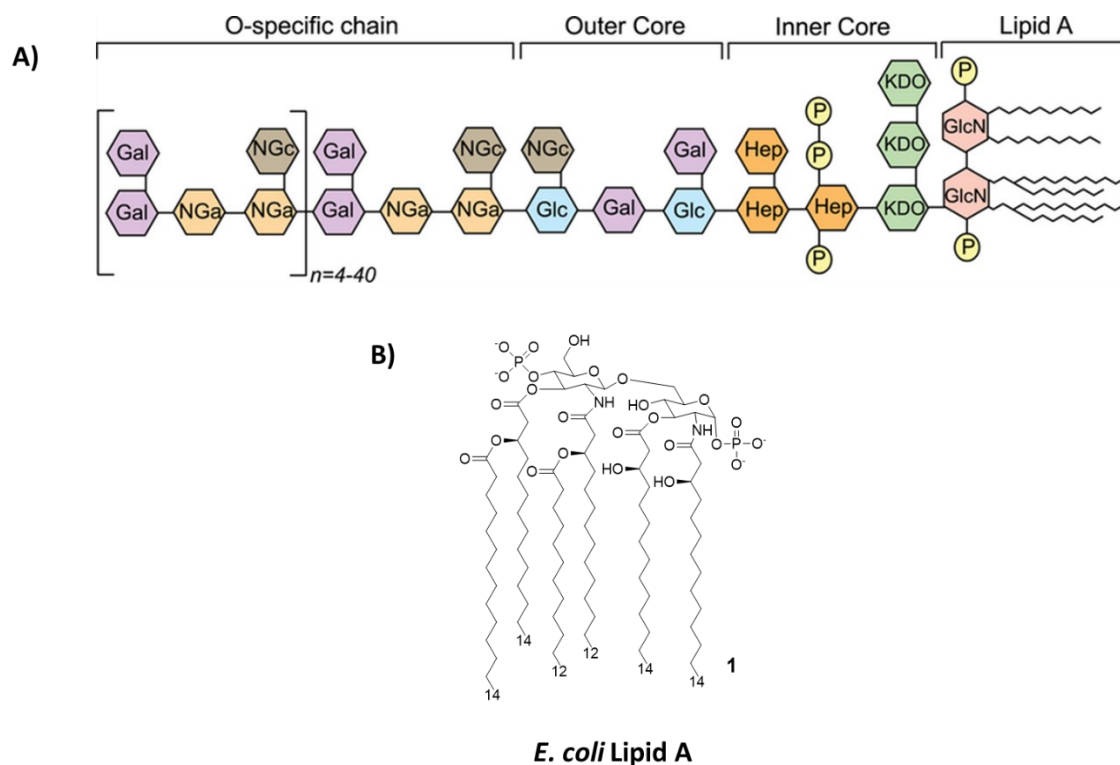 O-specific chain Outer Core Inner Core Lipid A
A)
P KDO
P
Gal NGc Gal NGc NGc Gal Hep P KDO GlcN
Gal NGa NGa Gal NGa NGa Glc Gal Glc Hep Hep KDO GlcN
n=4-40 P P
B)
OH
⁻O O
P O
⁻O O O O
O NH HO O
O O O O NH O P O⁻
O O O O⁻
O O HO HO
O O
14 12 12 14 14 1
14
E. coli Lipid A